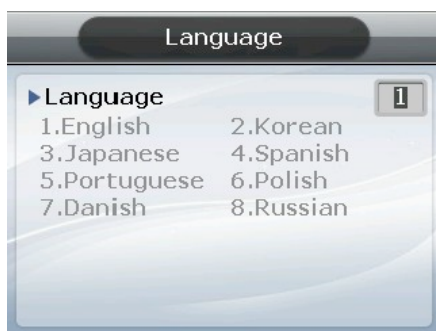 Language
Language 1
1.English 2.Korean
3.Japanese 4.Spanish
5.Portuguese 6.Polish
7.Danish 8.Russian